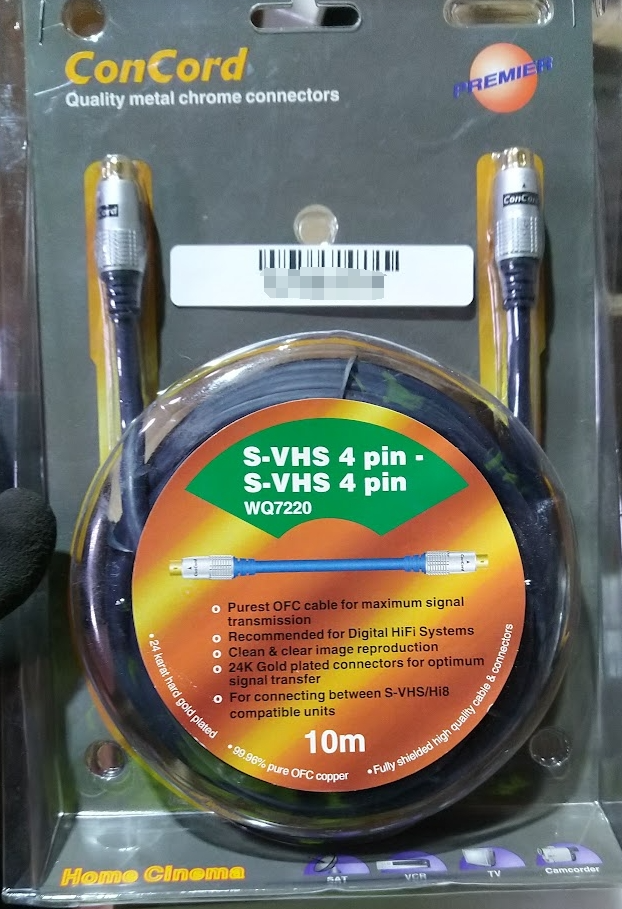 ConCord
Quality metal chrome connectors
PREMIER
ConCord
S-VHS 4 pin -
S-VHS 4 pin
WQ7220
o Purest OFC cable for maximum signal
transmission
o Recommended for Digital HiFi Systems
o Clean & clear image reproduction
o 24K Gold plated connectors for optimum
signal transfer
o For connecting between S-VHS/Hi8
compatible units
10m
• 24 karat hard gold plated
• 99.96% pure OFC copper
• Fully shielded high quality cable & connectors
Home Cinema
SAT
VCR
TV
Camcorder